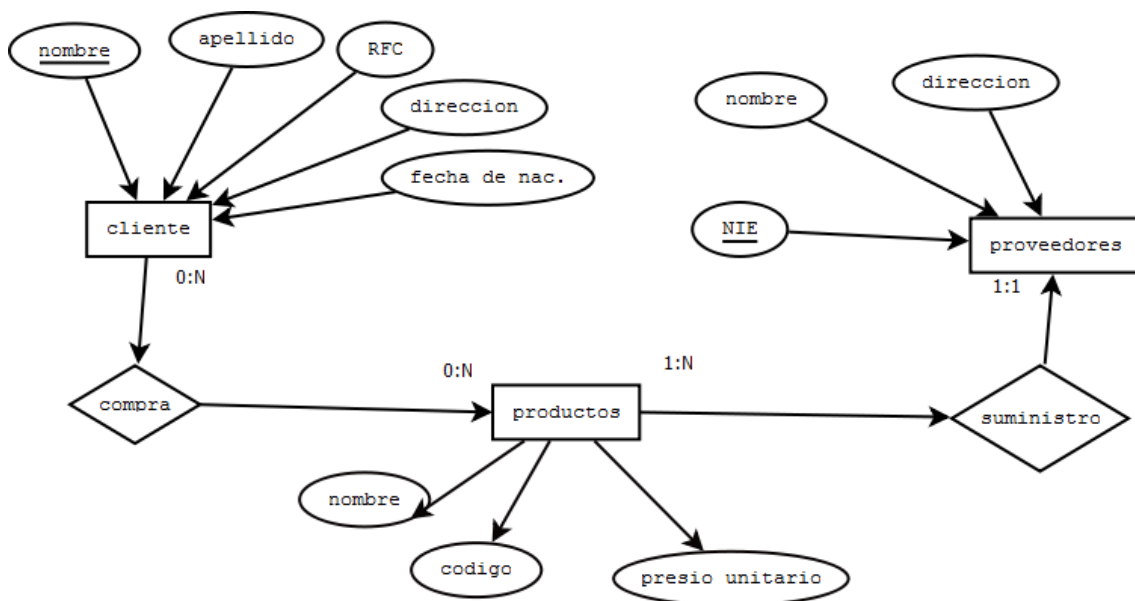 nombre
apellido
RFC
direccion
fecha de nac.
cliente
0:N
nombre
direccion
NIE
proveedores
1:1
compra
0:N
productos
1:N
suministro
nombre
codigo
presio unitario